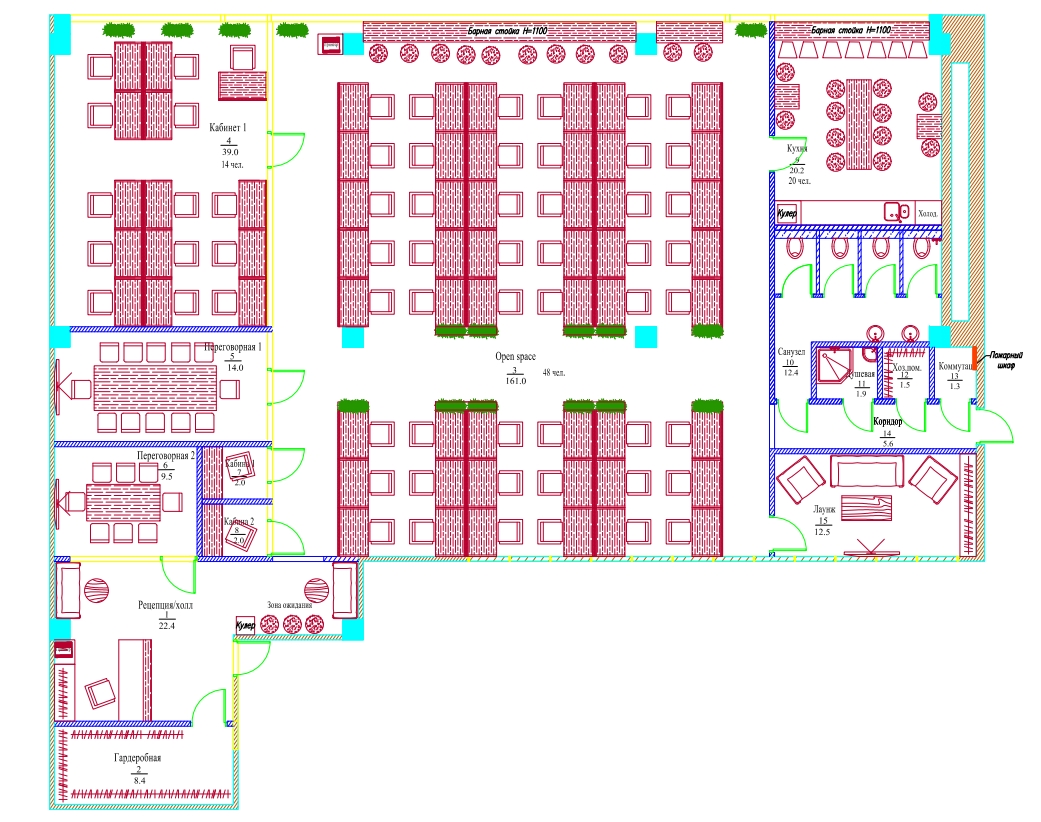 Барная стойка H=1100
Барная стойка H=1100
Кабинет 1
4
39.0
14 чел.
Кухня
9
20.2
20 чел.
Кулер
Холод.
Переговорная 1
5
14.0
Open space
3
161.0
48 чел.
Санузел
10
12.4
Душевая
11
1.9
Хоз.пом.
12
1.5
Коммутац
13
1.3
Пожарный
шкаф
Коридор
14
5.6
Переговорная 2
6
9.5
Кабина 1
7
2.0
Кабина 2
8
2.0
Лаунж
15
12.5
Рецепция/холл
1
22.4
Зона ожидания
Кулер
Гардеробная
2
8.4